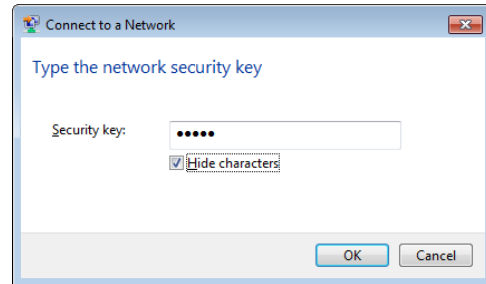 Connect to a Network
Type the network security key
Security key: •••••
Hide characters
OK Cancel